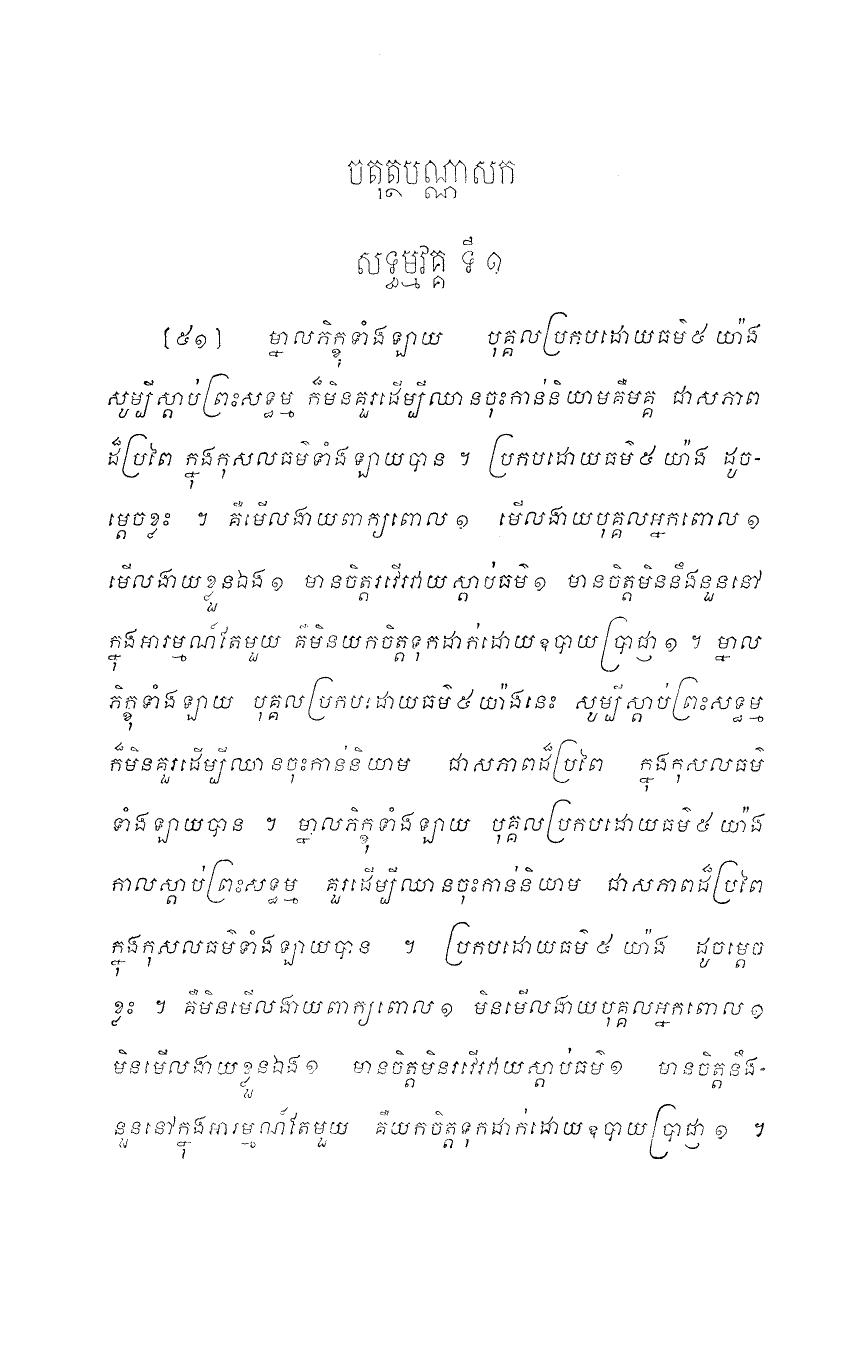 ចតុត្ថបណ្ណាសក
សទ្ធម្មវគ្គ ទី ១
[៥១] ម្នាលភិក្ខុទាំងឡាយ បុគ្គលប្រកបដោយធម៌ ៥ យ៉ាង
សូម្បីស្តាប់ព្រះសទ្ធម្ម ក៏មិនគួរដើម្បីឈានចុះកាន់និយាមគឺមគ្គ ជាសភាព
ដ៏ប្រពៃ ក្នុងកុសលធម៌ទាំងឡាយបាន ។ ប្រកបដោយធម៌ ៥ យ៉ាង ដូច-
ម្តេចខ្លះ ។ គឺមើលងាយពាក្យពោល ១ មើលងាយបុគ្គលអ្នកពោល ១
មើលងាយខ្លួនឯង ១ មានចិត្តរវើរវាយស្តាប់ធម៌ ១ មានចិត្តមិននឹងនួននៅ
ក្នុងអារម្មណ៍តែមួយ គឺមិនយកចិត្តទុកដាក់ដោយឧបាយប្រាជ្ញា ១ ។ ម្នាល
ភិក្ខុទាំងឡាយ បុគ្គលប្រកបដោយធម៌ ៥ យ៉ាងនេះ សូម្បីស្តាប់ព្រះសទ្ធម្ម
ក៏មិនគួរដើម្បីឈានចុះកាន់និយាម ជាសភាពដ៏ប្រពៃ ក្នុងកុសលធម៌
ទាំងឡាយបាន ។ ម្នាលភិក្ខុទាំងឡាយ បុគ្គលប្រកបដោយធម៌ ៥ យ៉ាង
កាលស្តាប់ព្រះសទ្ធម្ម គួរដើម្បីឈានចុះកាន់និយាម ជាសភាពដ៏ប្រពៃ
ក្នុងកុសលធម៌ទាំងឡាយបាន ។ ប្រកបដោយធម៌ ៥ យ៉ាង ដូចម្តេច
ខ្លះ ។ គឺមិនមើលងាយពាក្យពោល ១ មិនមើលងាយបុគ្គលអ្នកពោល ១
មិនមើលងាយខ្លួនឯង ១ មានចិត្តមិនរវើរវាយស្តាប់ធម៌ ១ មានចិត្តនឹង-
នួននៅក្នុងអារម្មណ៍តែមួយ គឺយកចិត្តទុកដាក់ដោយឧបាយប្រាជ្ញា ១ ។